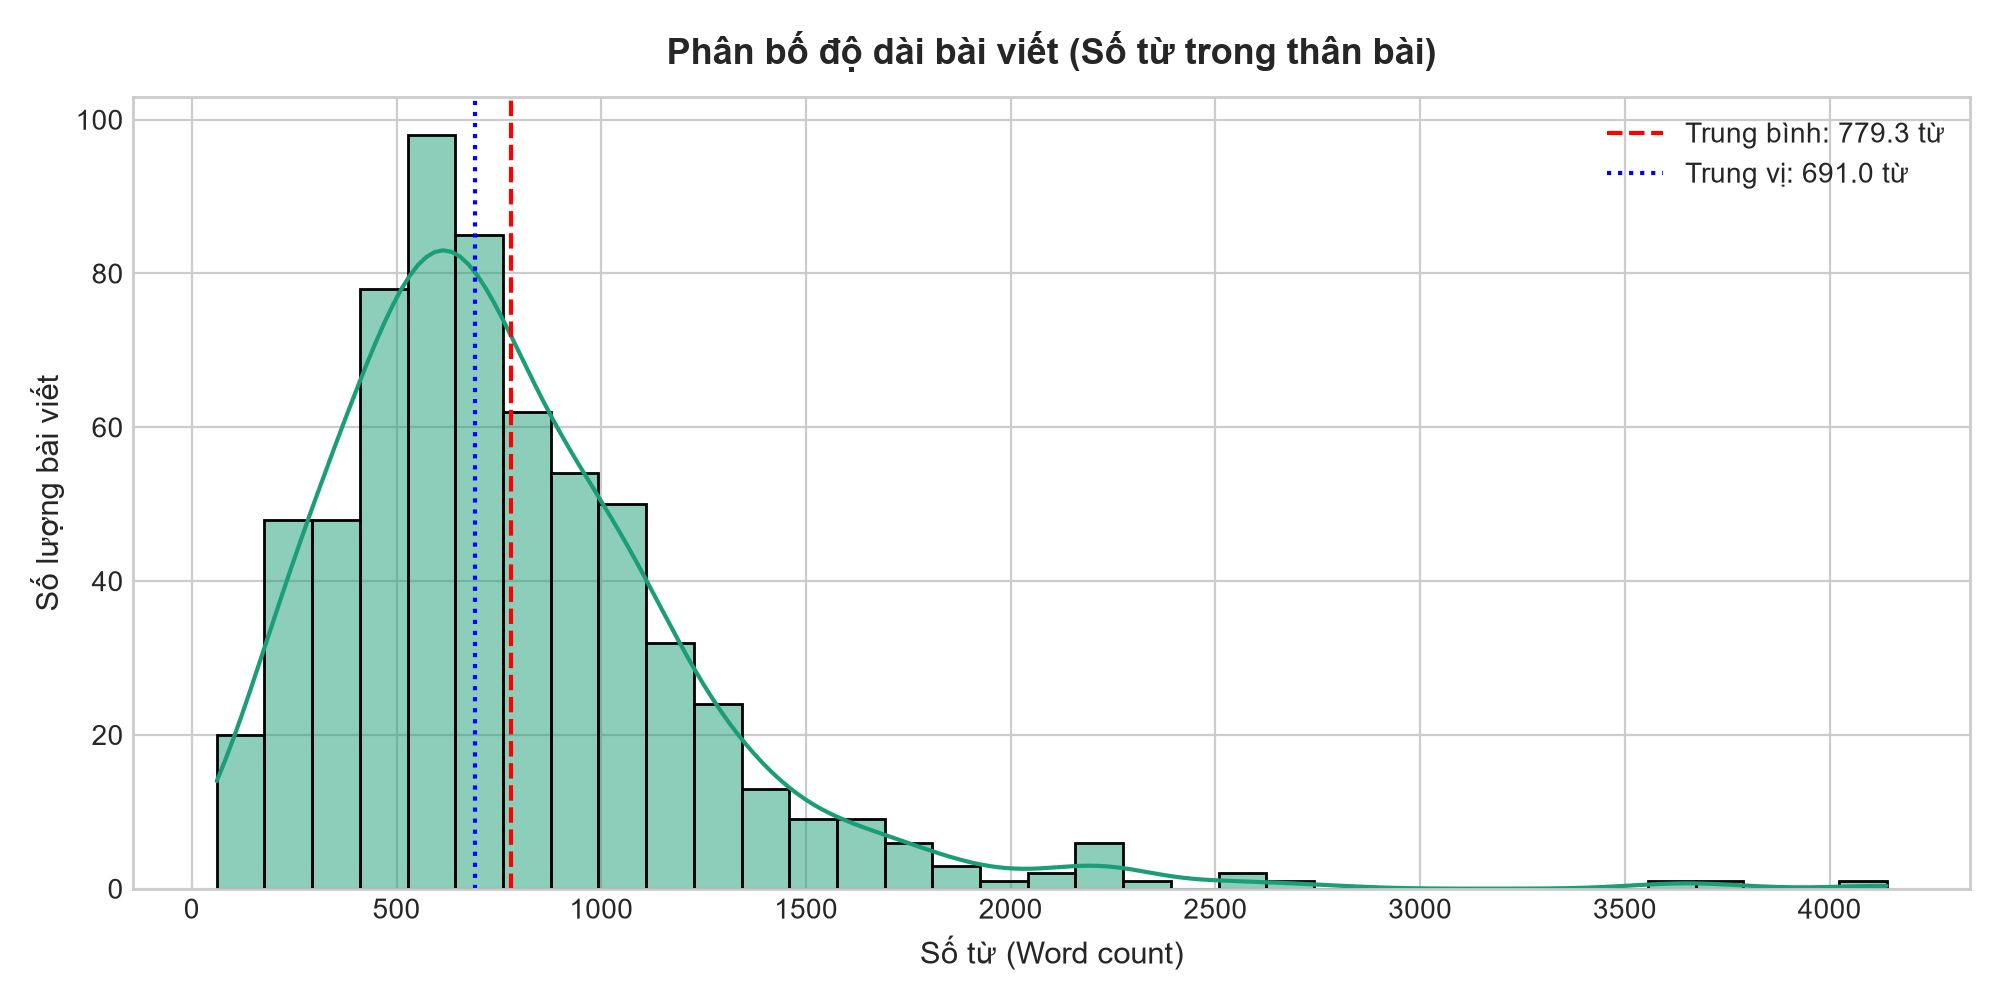 Phân bố độ dài bài viết (Số từ trong thân bài)
Trung bình: 779.3 từ
Trung vị: 691.0 từ
Số lượng bài viết
100
80
60
40
20
0
0 500 1000 1500 2000 2500 3000 3500 4000
Số từ (Word count)